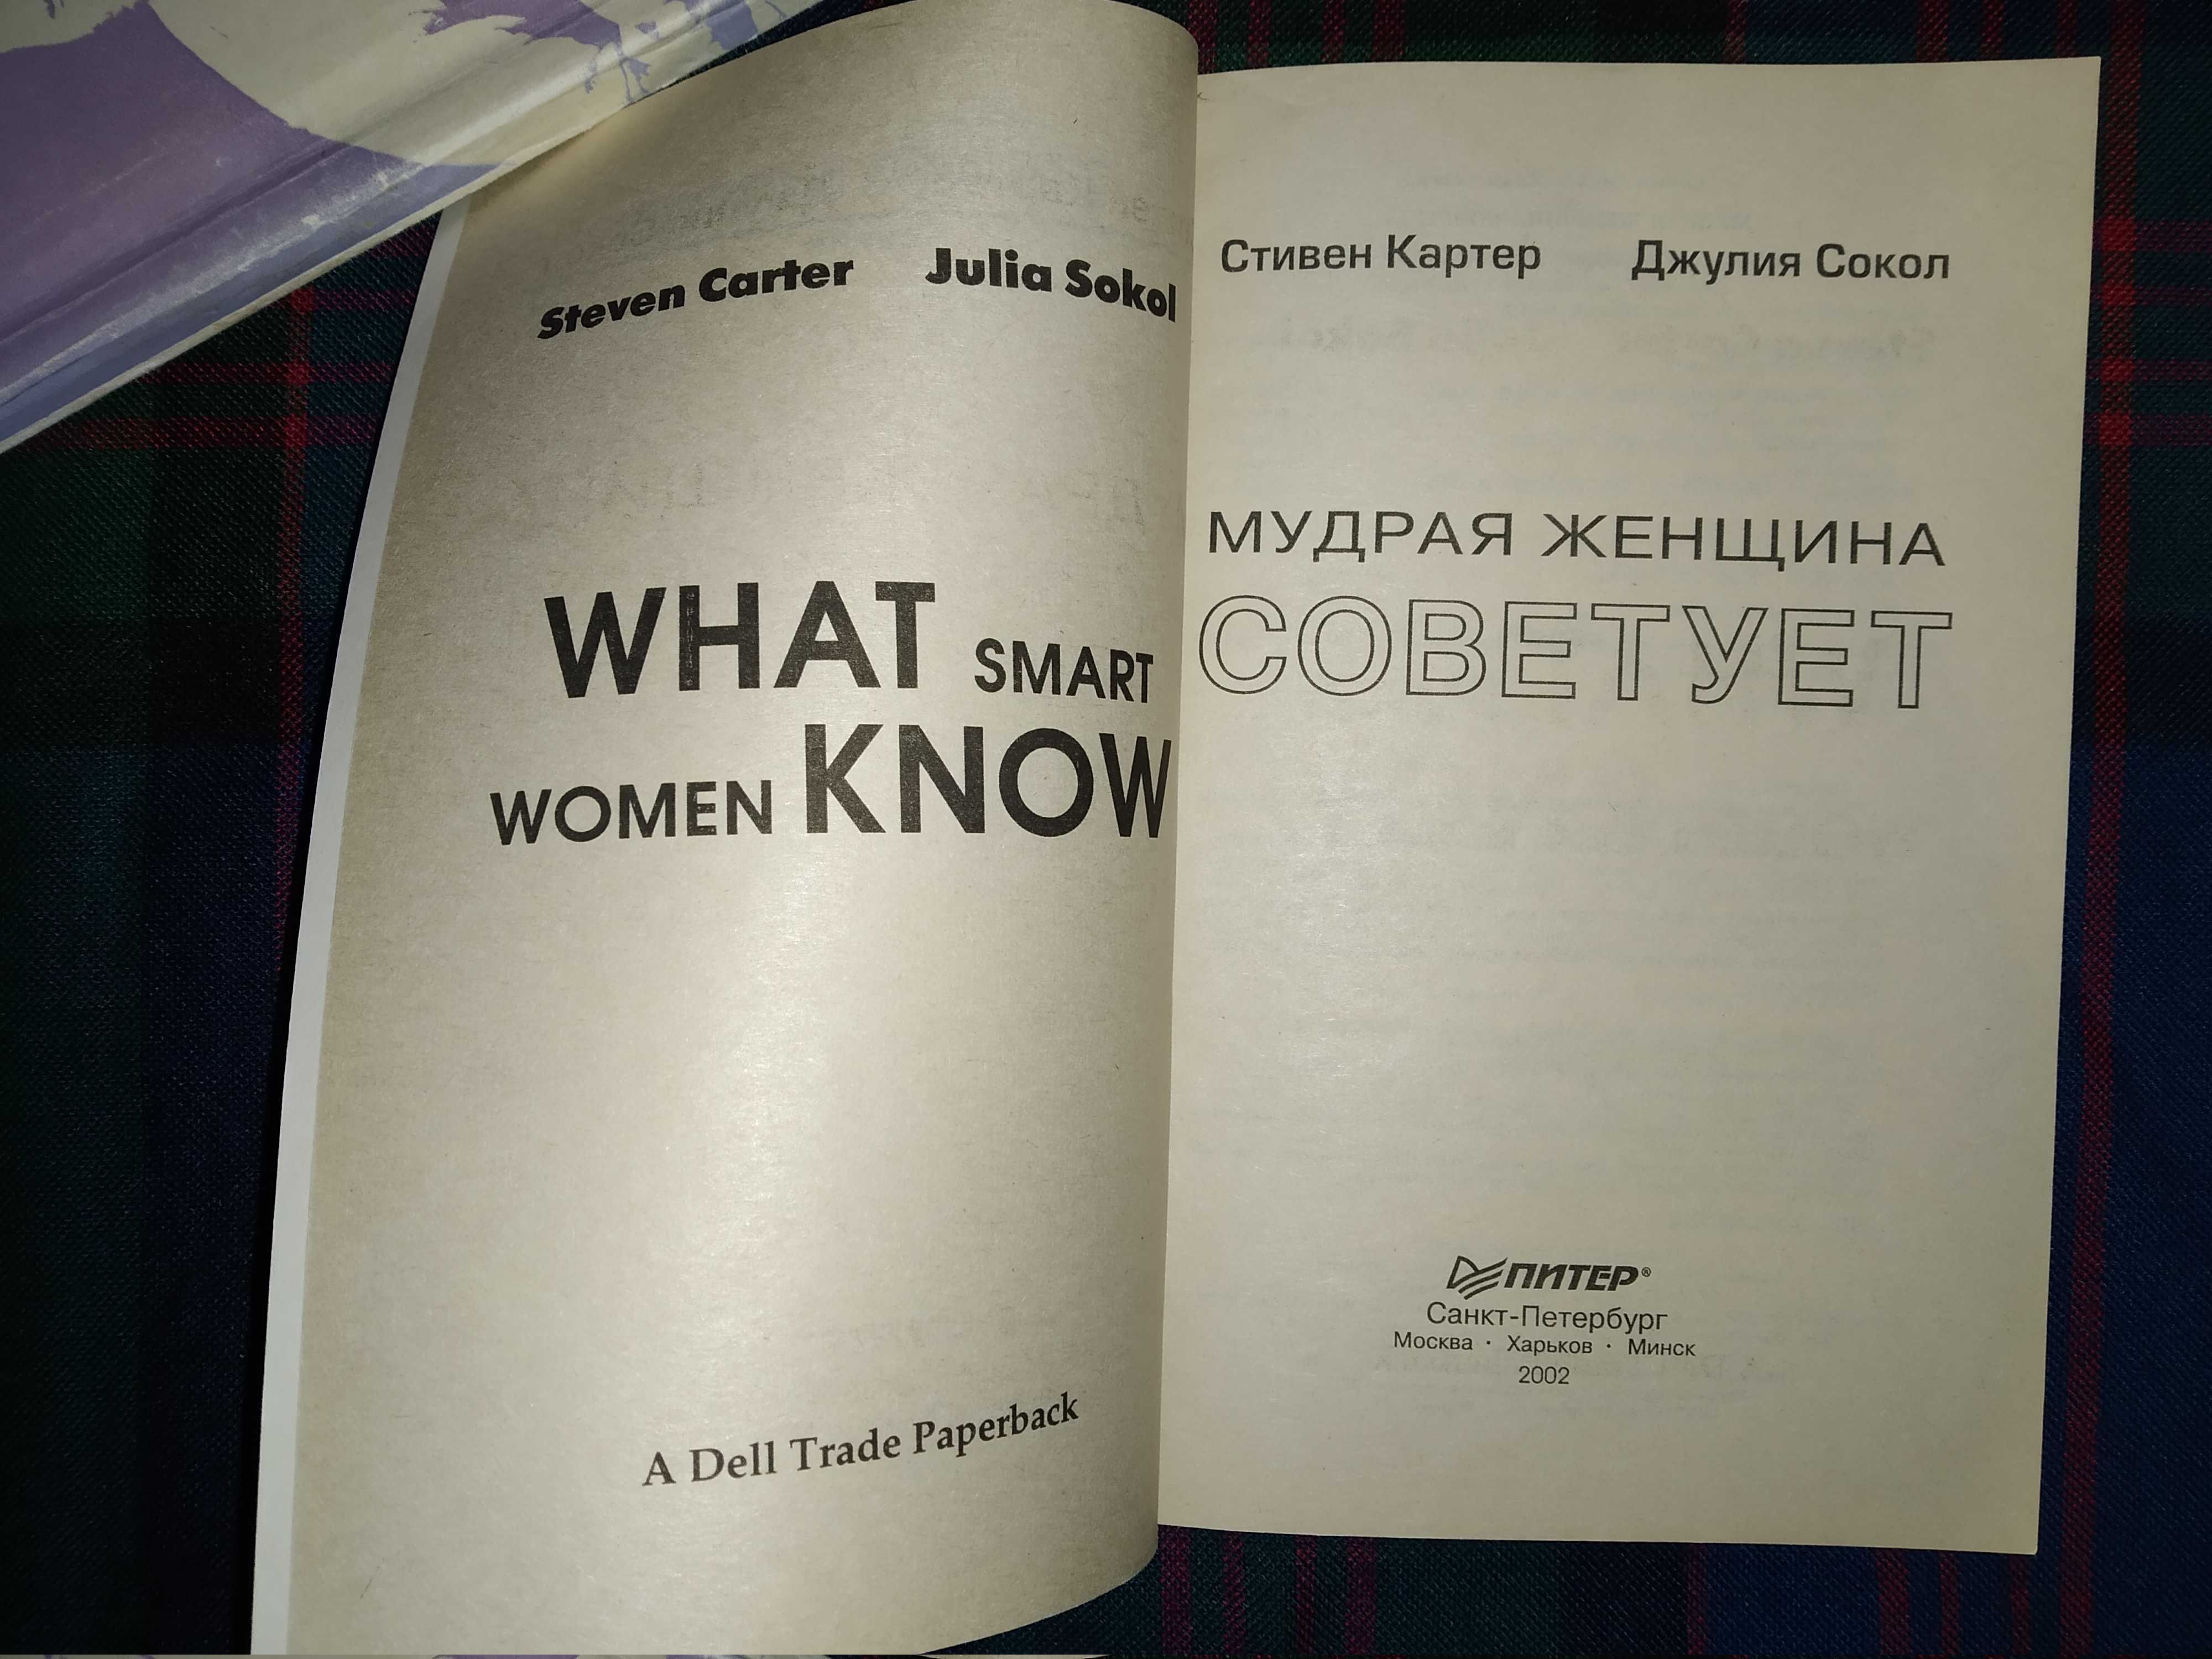 Steven Carter Julia Sokol
WHAT SMART
WOMEN KNOW
A Dell Trade Paperback
Стивен Картер Джулия Сокол
МУДРАЯ ЖЕНЩИНА
СОВЕТУЕТ
ПИТЕР®
Санкт-Петербург
Москва · Харьков · Минск
2002